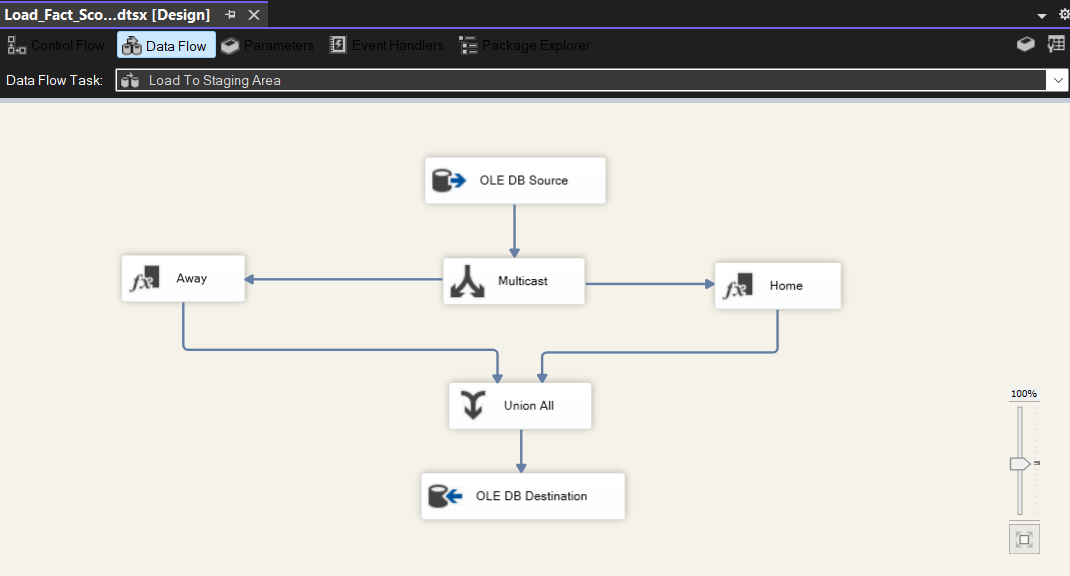 Load_Fact_Sco...dtsx [Design]
Control Flow Data Flow Parameters Event Handlers Package Explorer
Data Flow Task: Load To Staging Area
OLE DB Source
Away Multicast Home
Union All
100%
OLE DB Destination